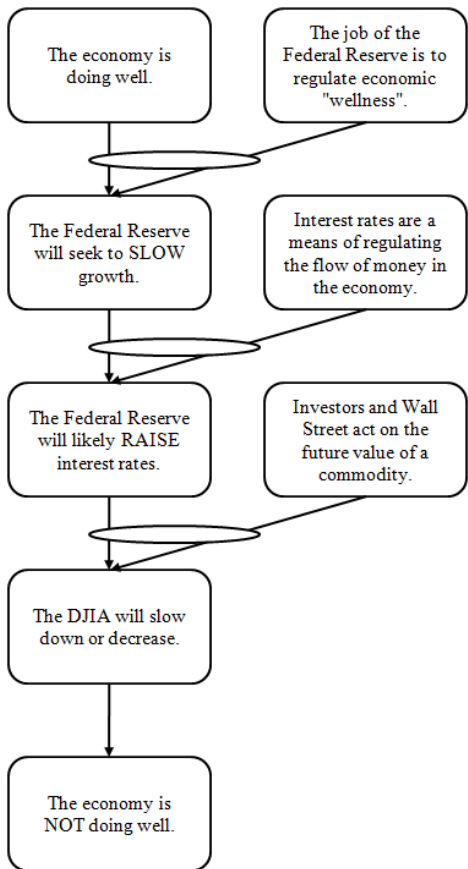 The economy is
doing well.
The job of the
Federal Reserve is to
regulate economic
"wellness".
The Federal Reserve
will seek to SLOW
growth.
Interest rates are a
means of regulating
the flow of money in
the economy.
The Federal Reserve
will likely RAISE
interest rates.
Investors and Wall
Street act on the
future value of a
commodity.
The DJIA will slow
down or decrease.
The economy is
NOT doing well.